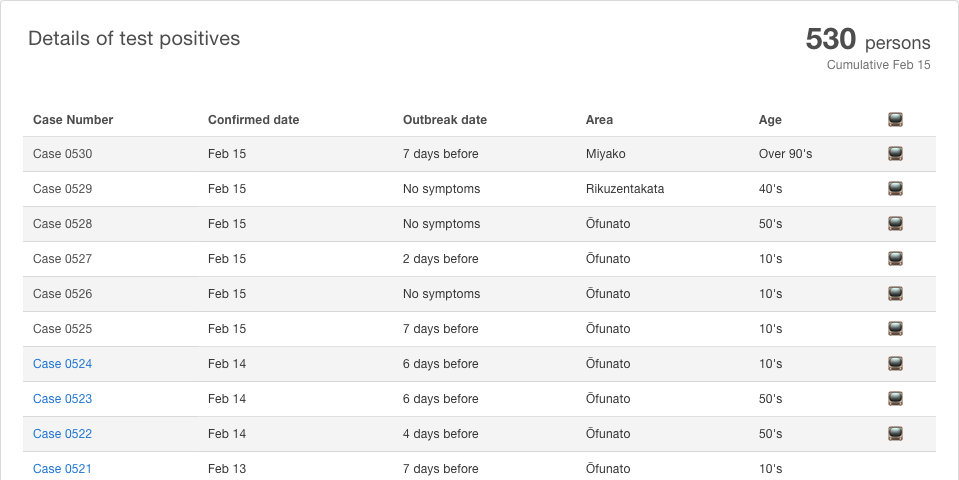 Details of test positives
530 persons
Cumulative Feb 15
Case Number Confirmed date Outbreak date Area Age
Case 0530 Feb 15 7 days before Miyako Over 90's
Case 0529 Feb 15 No symptoms Rikuzentakata 40's
Case 0528 Feb 15 No symptoms Ōfunato 50's
Case 0527 Feb 15 2 days before Ōfunato 10's
Case 0526 Feb 15 No symptoms Ōfunato 10's
Case 0525 Feb 15 7 days before Ōfunato 10's
Case 0524 Feb 14 6 days before Ōfunato 10's
Case 0523 Feb 14 6 days before Ōfunato 50's
Case 0522 Feb 14 4 days before Ōfunato 50's
Case 0521 Feb 13 7 days before Ōfunato 10's